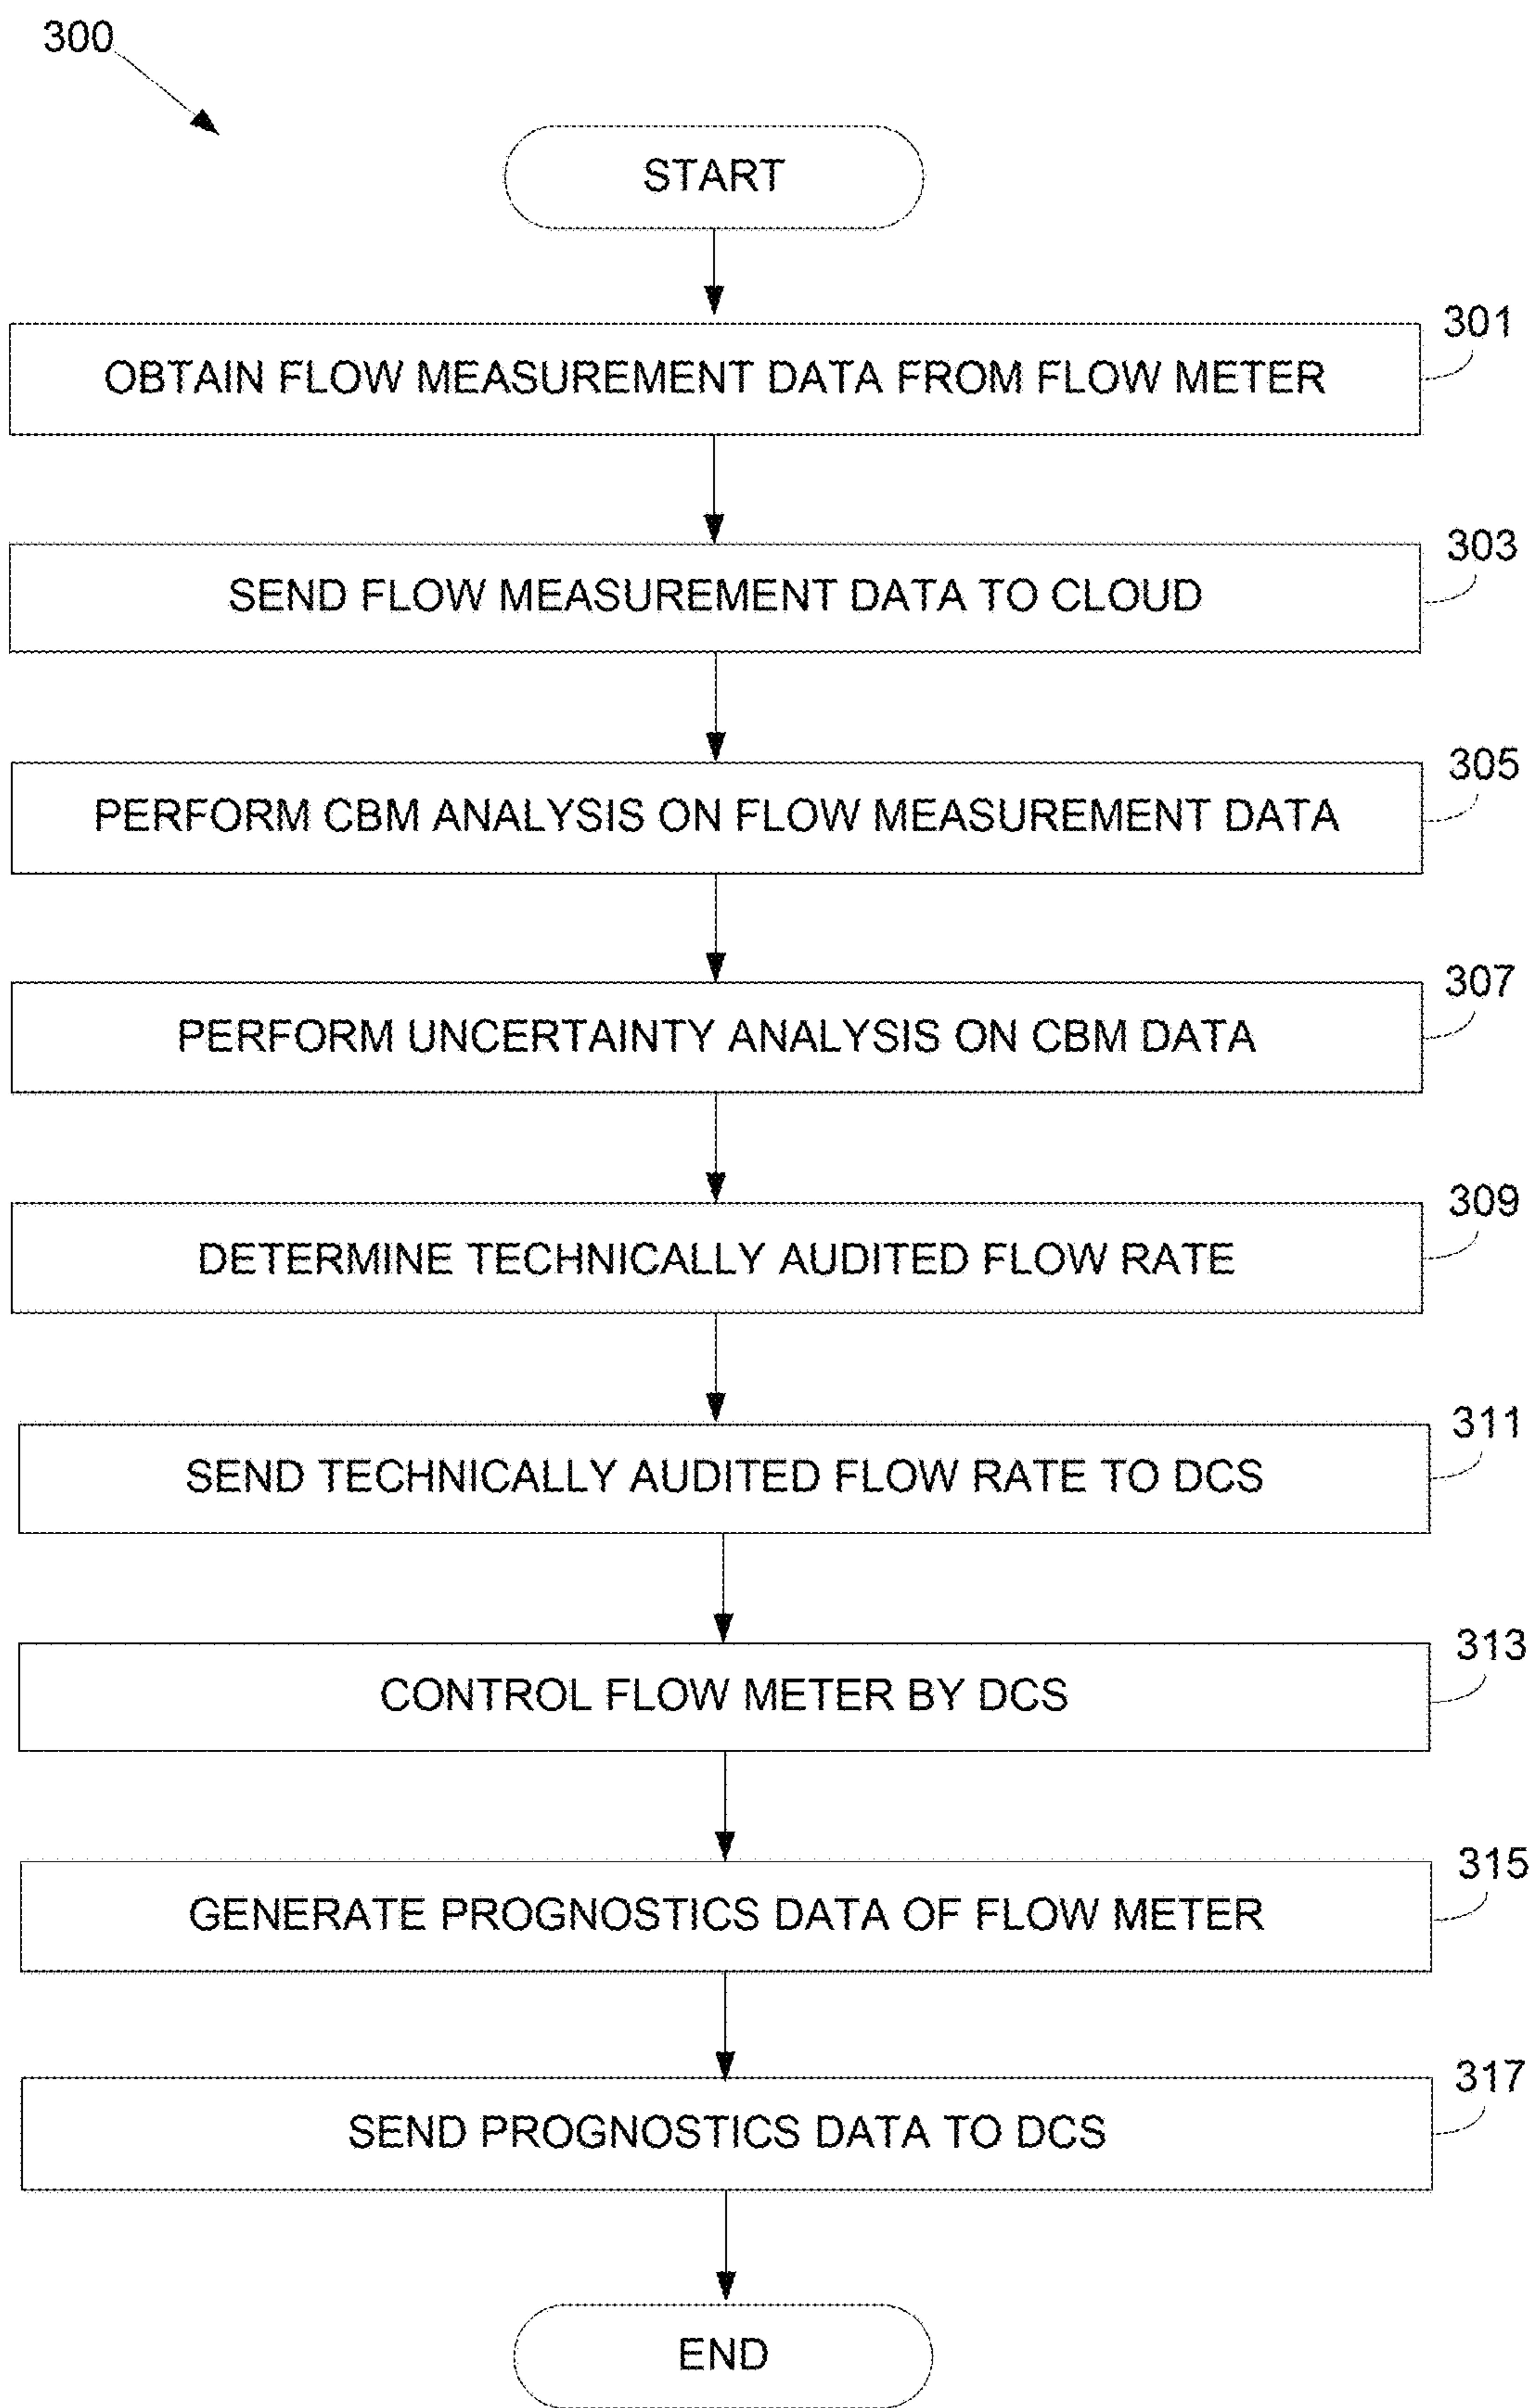 300
START
301
OBTAIN FLOW MEASUREMENT DATA FROM FLOW METER
303
SEND FLOW MEASUREMENT DATA TO CLOUD
305
PERFORM CBM ANALYSIS ON FLOW MEASUREMENT DATA
307
PERFORM UNCERTAINTY ANALYSIS ON CBM DATA
309
DETERMINE TECHNICALLY AUDITED FLOW RATE
311
SEND TECHNICALLY AUDITED FLOW RATE TO DCS
313
CONTROL FLOW METER BY DCS
315
GENERATE PROGNOSTICS DATA OF FLOW METER
317
SEND PROGNOSTICS DATA TO DCS
END